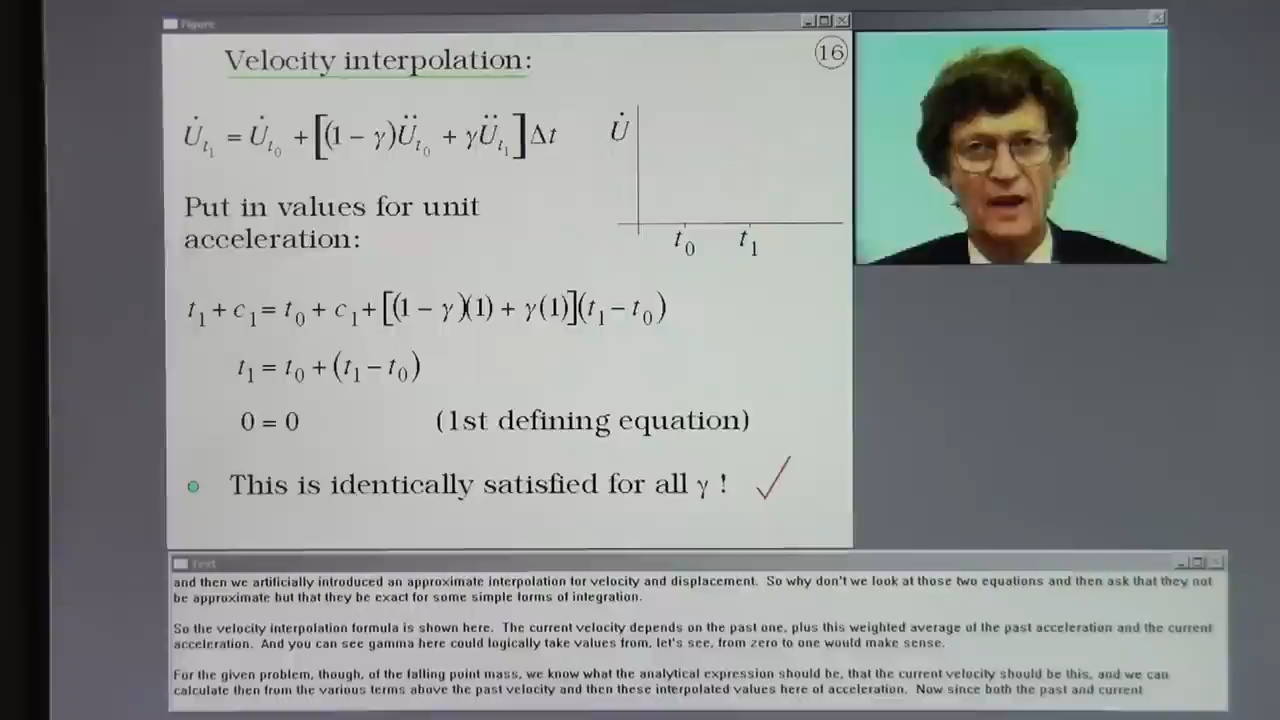 Figure
Velocity interpolation:
16
U̇_t₁ = U̇_t₀ + [(1 − γ)Ü_t₀ + γÜ_t₁]Δt
U̇
t₀ t₁
Put in values for unit
acceleration:
t₁ + c₁ = t₀ + c₁ + [(1 − γ)(1) + γ(1)](t₁ − t₀)
t₁ = t₀ + (t₁ − t₀)
0 = 0 (1st defining equation)
This is identically satisfied for all γ !
Text
and then we artificially introduced an approximate interpolation for velocity and displacement. So why don't we look at those two equations and then ask that they not
be approximate but that they be exact for some simple forms of integration.
So the velocity interpolation formula is shown here. The current velocity depends on the past one, plus this weighted average of the past acceleration and the current
acceleration. And you can see gamma here could logically take values from, let's see, from zero to one would make sense.
For the given problem, though, of the falling point mass, we know what the analytical expression should be, that the current velocity should be this, and we can
calculate then from the various terms above the past velocity and then these interpolated values here of acceleration. Now since both the past and current